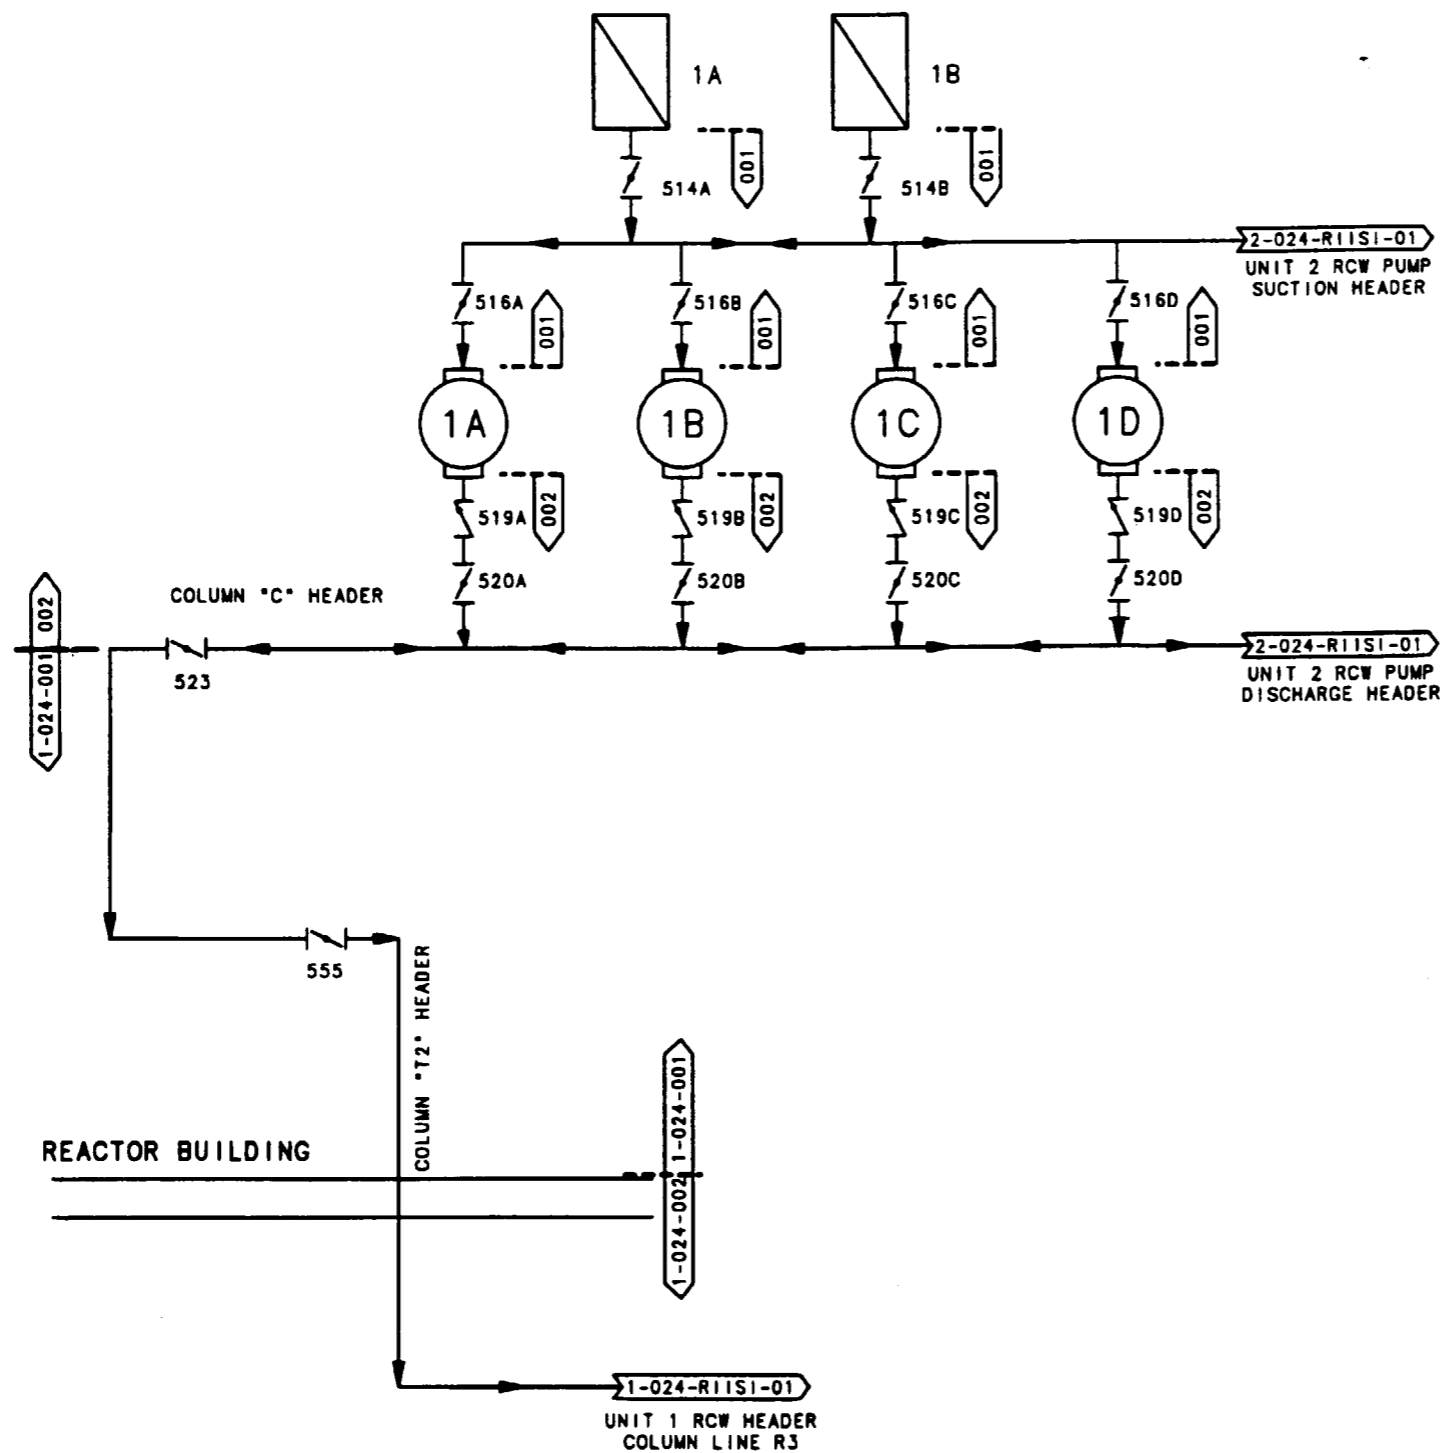 1A
1B
001
001
514A
514B
2-024-R11S1-01
UNIT 2 RCW PUMP
SUCTION HEADER
516A
001
516B
001
516C
001
516D
001
1A
1B
1C
1D
519A
002
519B
002
519C
002
519D
002
520A
520B
520C
520D
COLUMN "C" HEADER
002
1-024-001
523
2-024-R11S1-01
UNIT 2 RCW PUMP
DISCHARGE HEADER
555
COLUMN "T2" HEADER
1-024-001
1-024-002
REACTOR BUILDING
1-024-R11S1-01
UNIT 1 RCW HEADER
COLUMN LINE R3